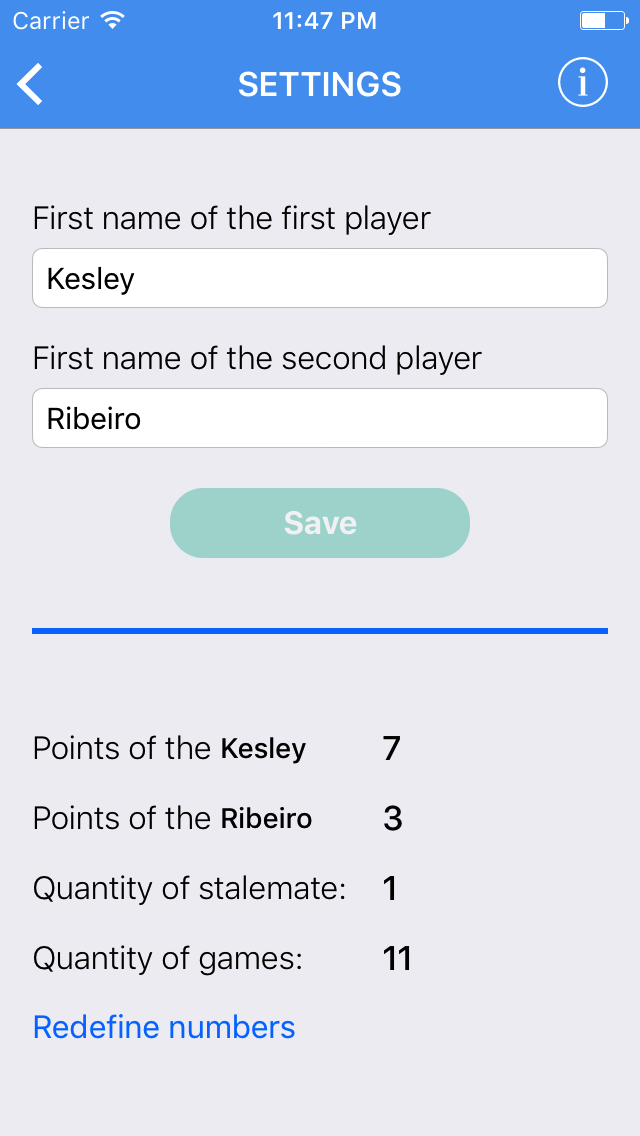 Carrier 11:47 PM
SETTINGS
First name of the first player
Kesley
First name of the second player
Ribeiro
Save
Points of the Kesley 7
Points of the Ribeiro 3
Quantity of stalemate: 1
Quantity of games: 11
Redefine numbers